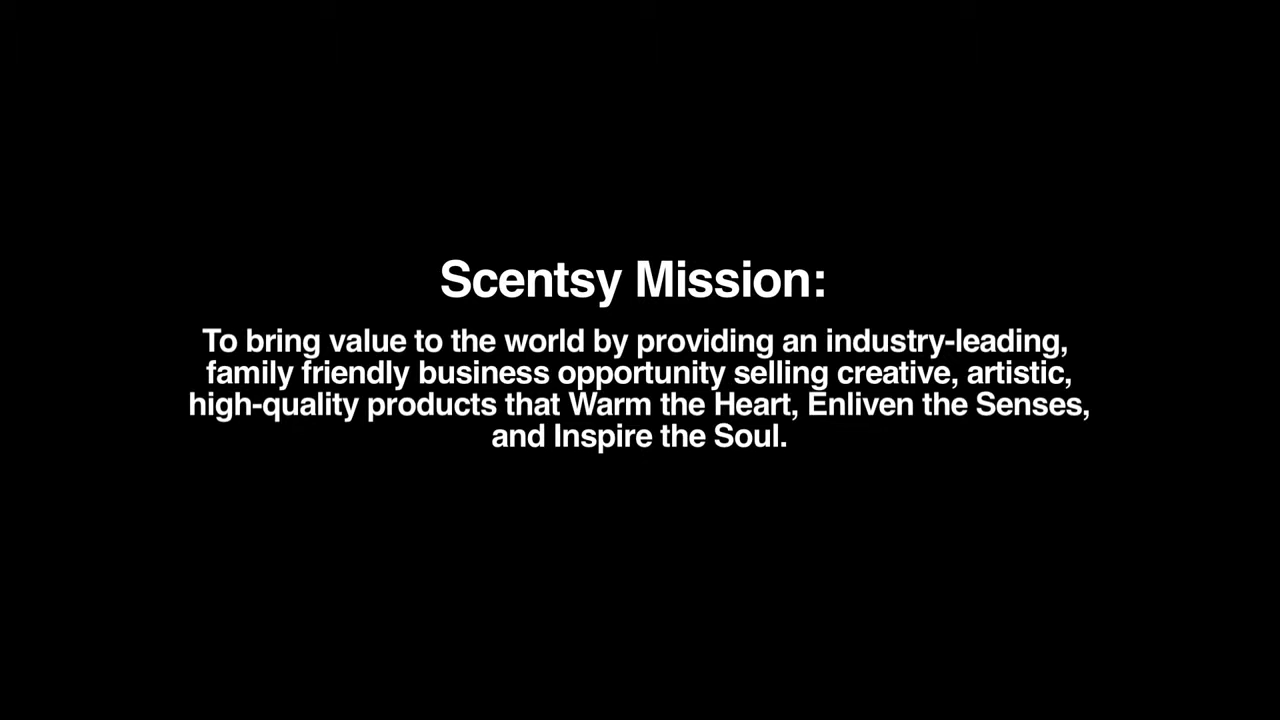 Scentsy Mission:
To bring value to the world by providing an industry-leading,
family friendly business opportunity selling creative, artistic,
high-quality products that Warm the Heart, Enliven the Senses,
and Inspire the Soul.